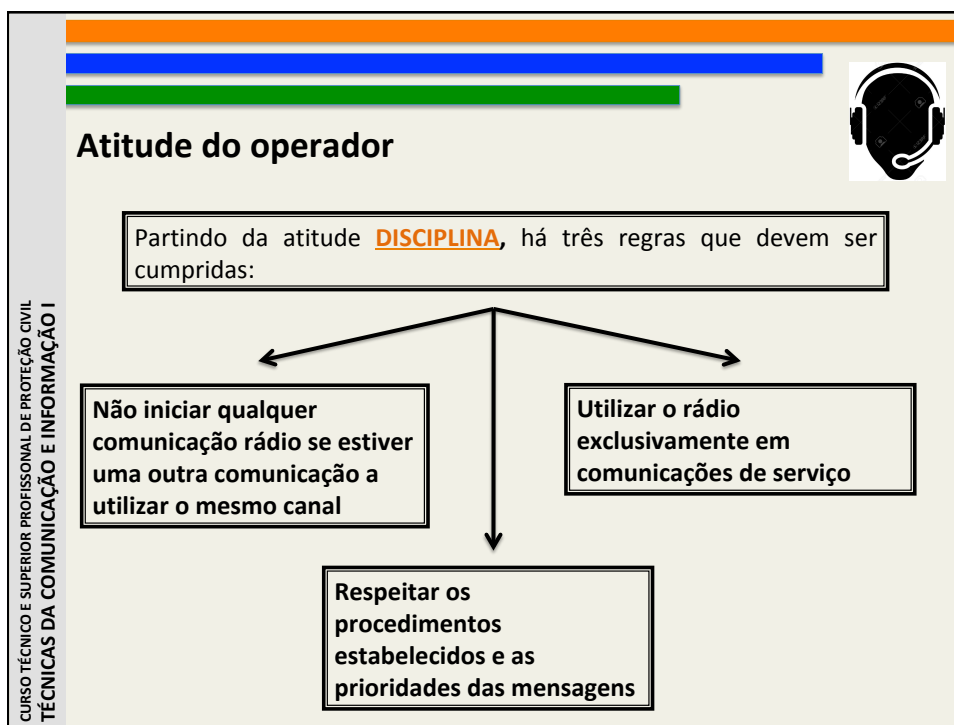 Atitude do operador
Partindo da atitude DISCIPLINA, há três regras que devem ser
cumpridas:
Não iniciar qualquer
comunicação rádio se estiver
uma outra comunicação a
utilizar o mesmo canal
Utilizar o rádio
exclusivamente em
comunicações de serviço
Respeitar os
procedimentos
estabelecidos e as
prioridades das mensagens
CURSO TÉCNICO E SUPERIOR PROFISSONAL DE PROTEÇÃO CIVIL
TÉCNICAS DA COMUNICAÇÃO E INFORMAÇÃO I